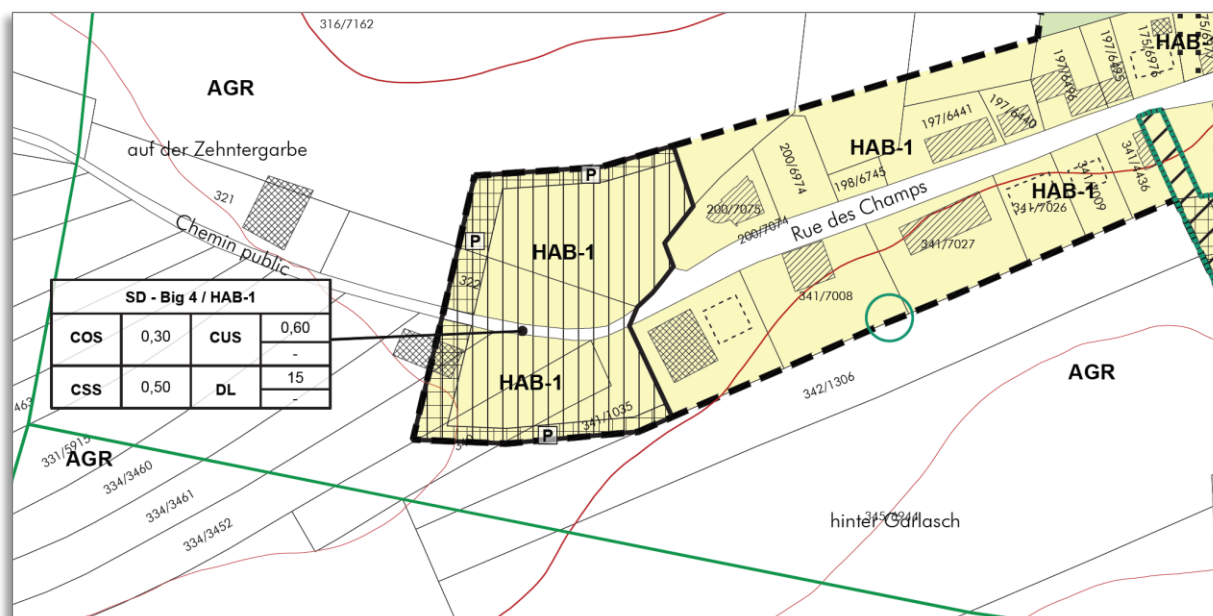 316/7162
AGR
auf der Zehntergarbe
321
Chemin public
322
P
P
P
HAB-1
HAB-1
HAB-1
HAB-1
HAB-
SD - Big 4 / HAB-1
COS 0,30 CUS 0,60
-
CSS 0,50 DL 15
-
197/6441
197/6440
197/6496
197/6495
175/6976
198/6745
200/6974
200/7075
200/7074
Rue des Champs
341/4436
341/7009
341/7026
341/7027
341/7008
341/1035
340
342/1306
AGR
463
331/5915
AGR
334/3460
334/3461
334/3452
hinter Garlasch